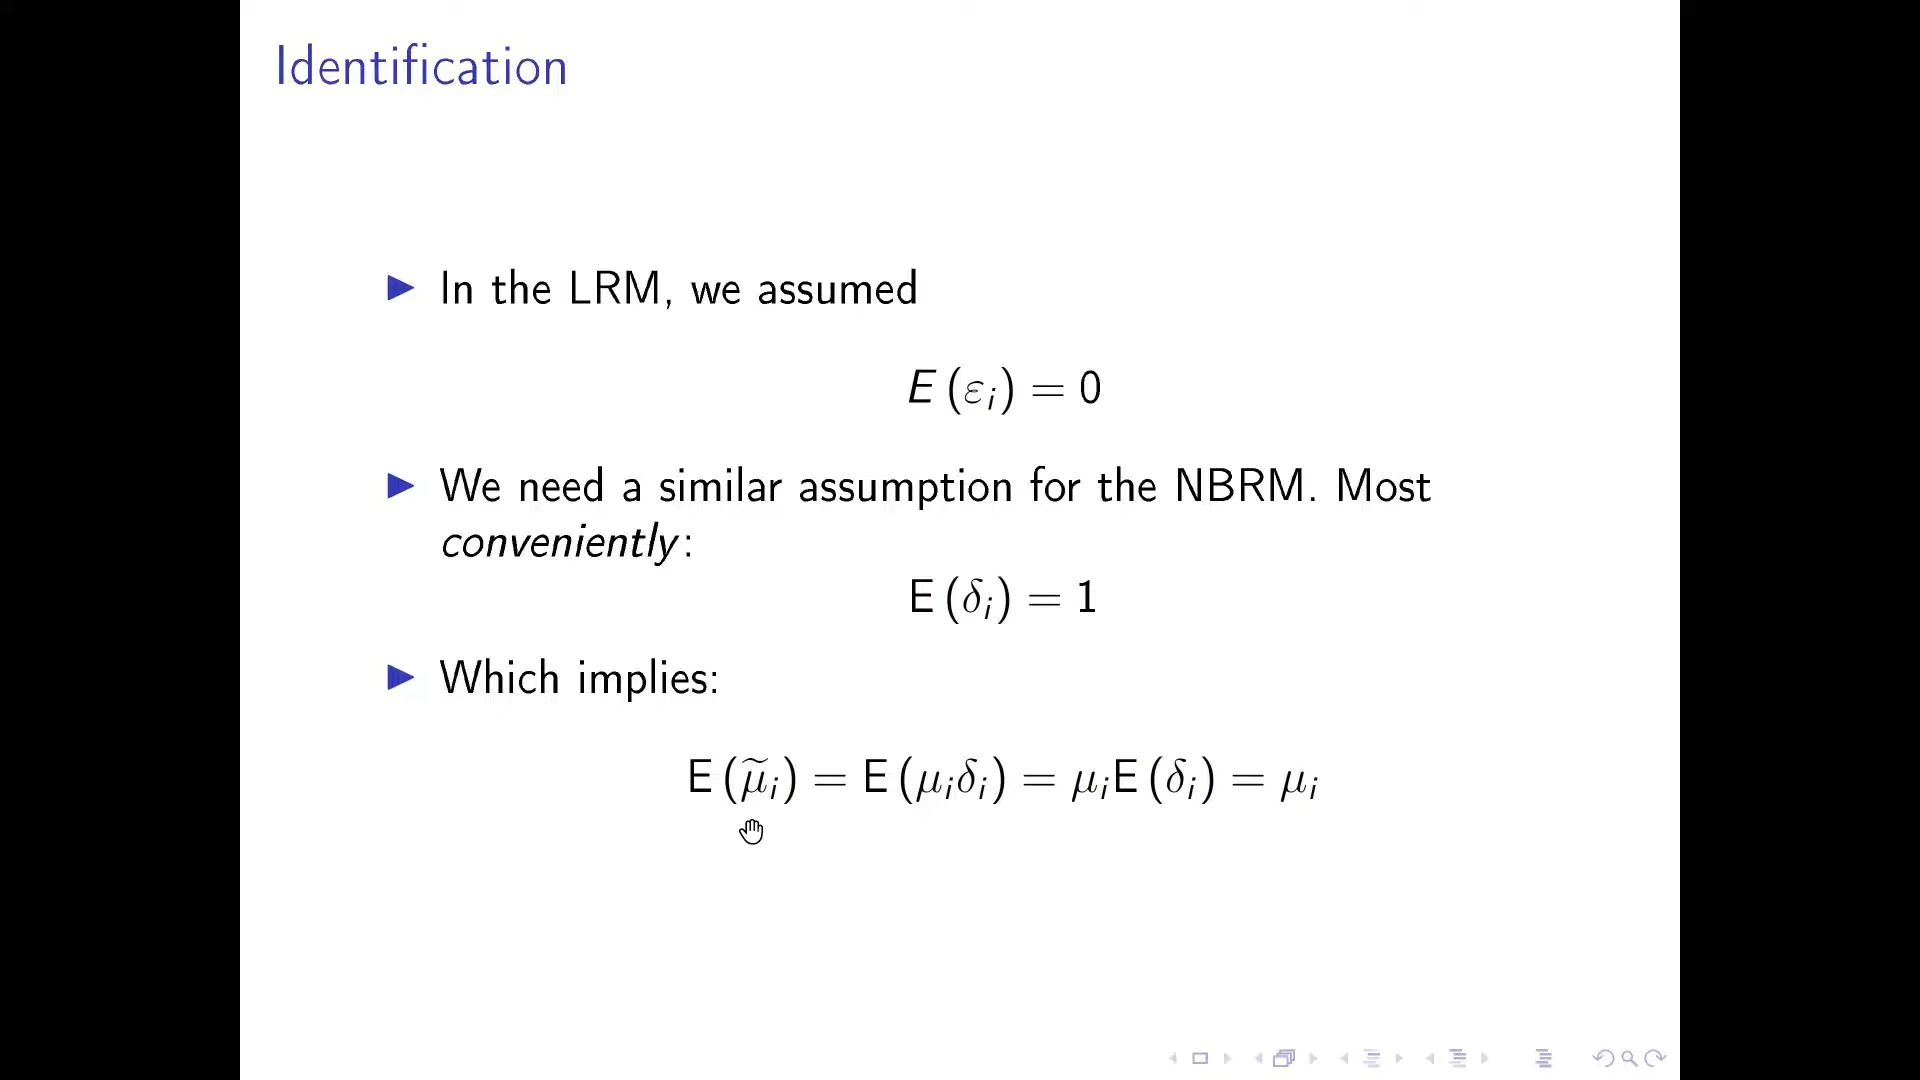 Identification
▶ In the LRM, we assumed
E (εᵢ) = 0
▶ We need a similar assumption for the NBRM. Most
conveniently:
E (δᵢ) = 1
▶ Which implies:
E (μ̃ᵢ) = E (μᵢδᵢ) = μᵢE (δᵢ) = μᵢ